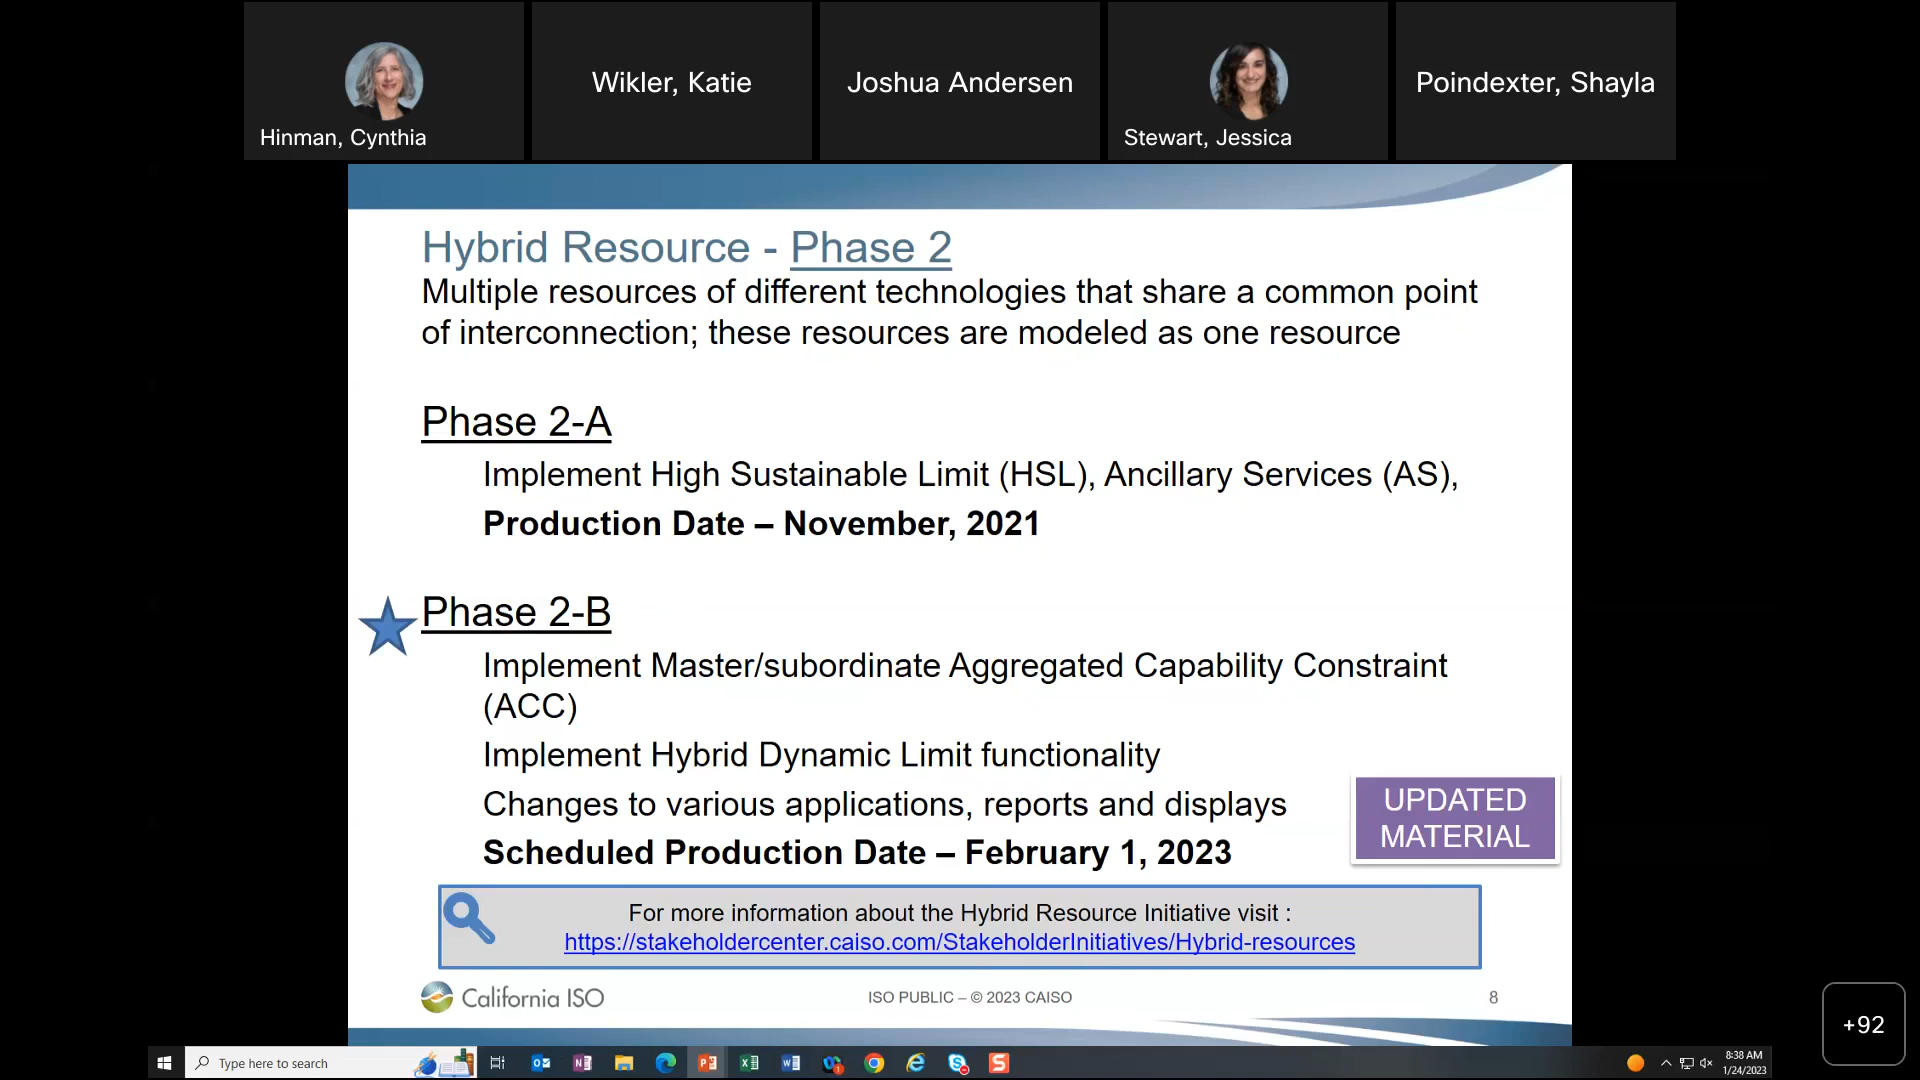 Hinman, Cynthia
Wikler, Katie
Joshua Andersen
Stewart, Jessica
Poindexter, Shayla
Hybrid Resource - Phase 2
Multiple resources of different technologies that share a common point
of interconnection; these resources are modeled as one resource
Phase 2-A
Implement High Sustainable Limit (HSL), Ancillary Services (AS),
Production Date – November, 2021
Phase 2-B
Implement Master/subordinate Aggregated Capability Constraint
(ACC)
Implement Hybrid Dynamic Limit functionality
Changes to various applications, reports and displays
Scheduled Production Date – February 1, 2023
UPDATED
MATERIAL
For more information about the Hybrid Resource Initiative visit :
https://stakeholdercenter.caiso.com/StakeholderInitiatives/Hybrid-resources
California ISO
ISO PUBLIC – © 2023 CAISO
8
+92
Type here to search
8:38 AM
1/24/2023